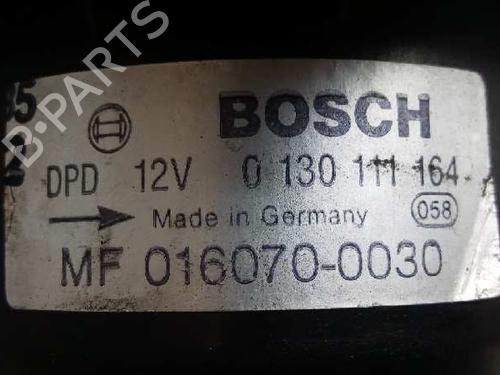 B-PARTS
BOSCH
DPD 12V 0 130 111 164
Made in Germany 058
MF 016070-0030